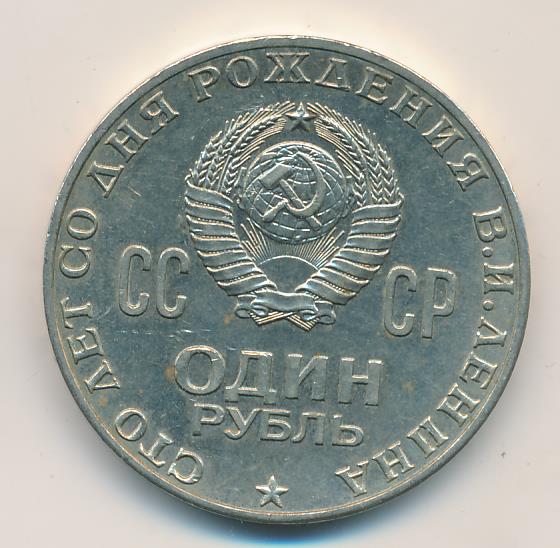 СТО ЛЕТ СО ДНЯ РОЖДЕНИЯ В.И.ЛЕНИНА
СС СР
ОДИН
РУБЛЬ